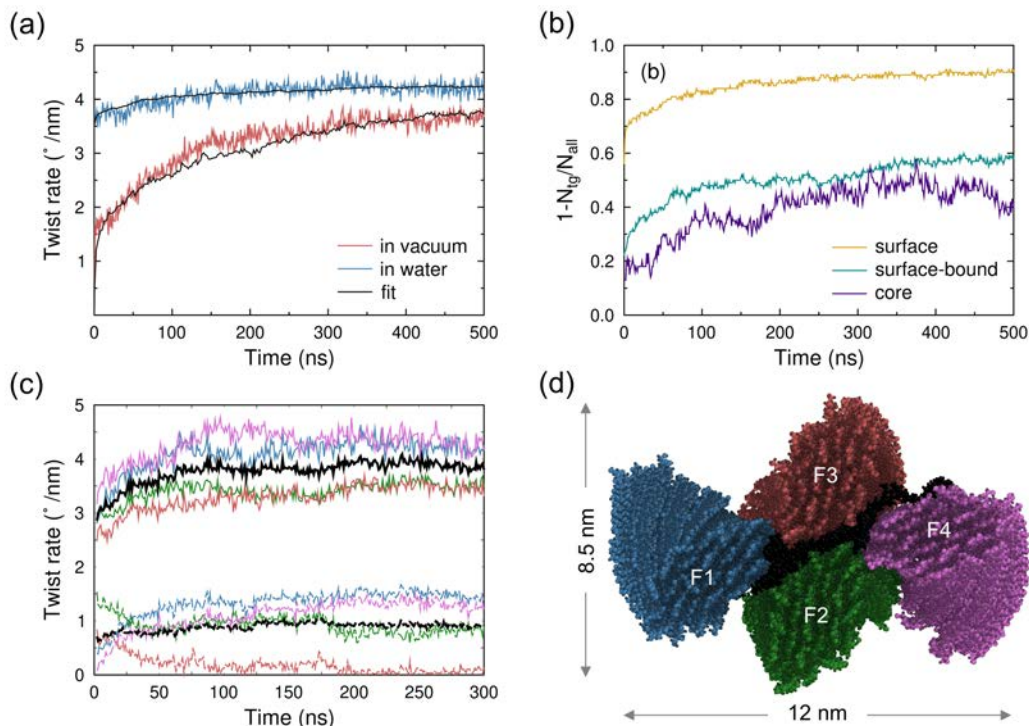 (a)
Twist rate (°/nm)
5
4
3
2
1
in vacuum
in water
fit
0 100 200 300 400 500
Time (ns)
(b)
1-Ntg/Nall
1.0
0.8
0.6
0.4
0.2
0.0
(b)
surface
surface-bound
core
0 100 200 300 400 500
Time (ns)
(c)
Twist rate (°/nm)
5
4
3
2
1
0
0 50 100 150 200 250 300
Time (ns)
(d)
8.5 nm
F3
F1
F4
F2
12 nm